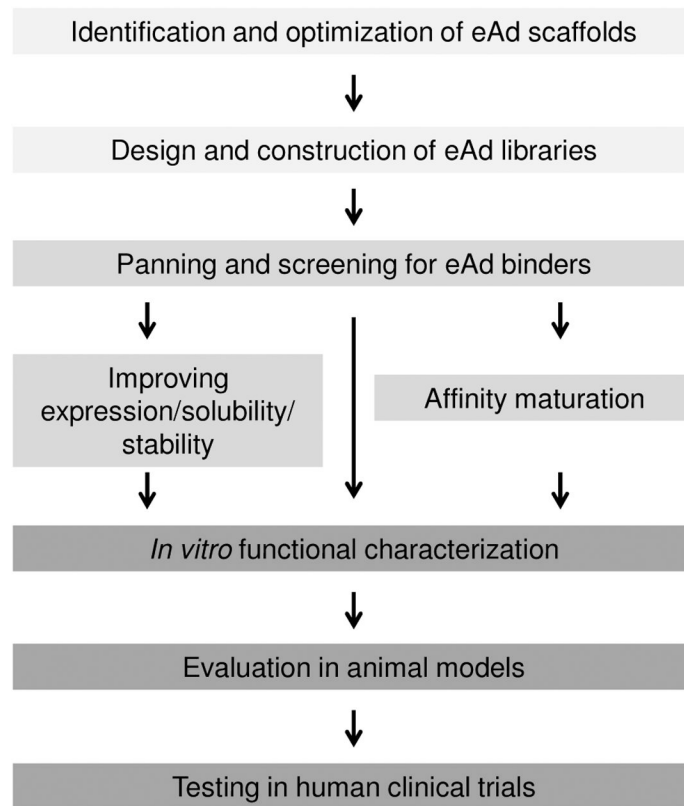 Identification and optimization of eAd scaffolds
Design and construction of eAd libraries
Panning and screening for eAd binders
Improving
expression/solubility/
stability
Affinity maturation
In vitro functional characterization
Evaluation in animal models
Testing in human clinical trials